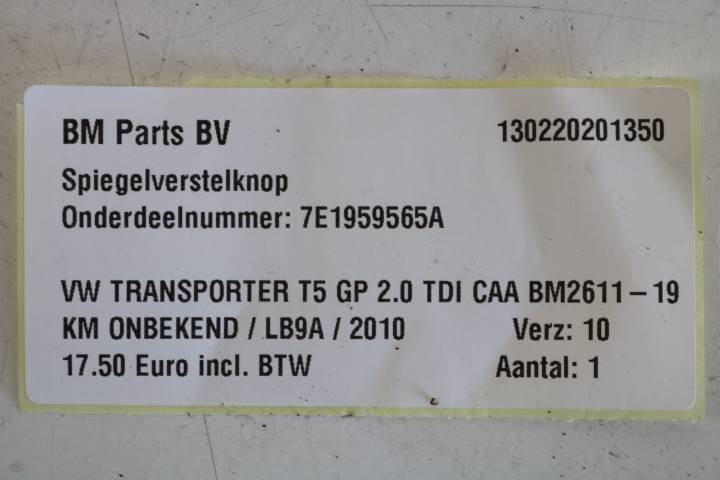 BM Parts BV 130220201350
Spiegelverstelknop
Onderdeelnummer: 7E1959565A
VW TRANSPORTER T5 GP 2.0 TDI CAA BM2611-19
KM ONBEKEND / LB9A / 2010 Verz: 10
17.50 Euro incl. BTW Aantal: 1